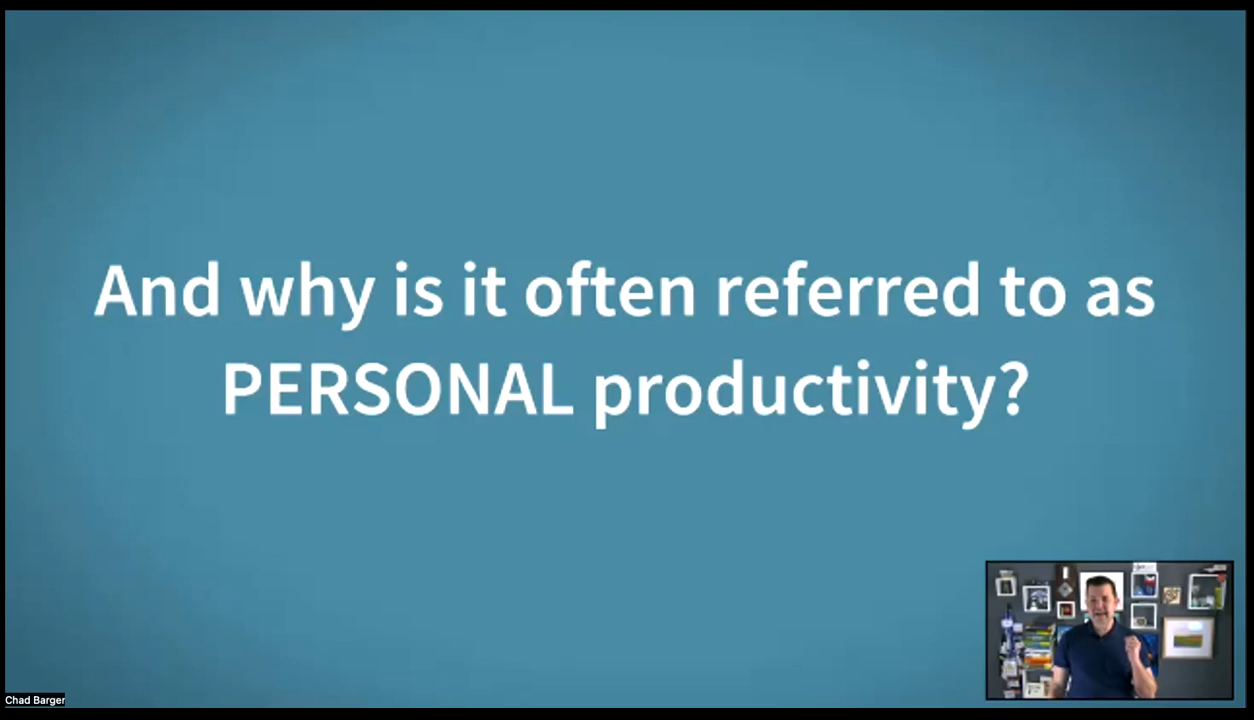 And why is it often referred to as
PERSONAL productivity?
Chad Barger